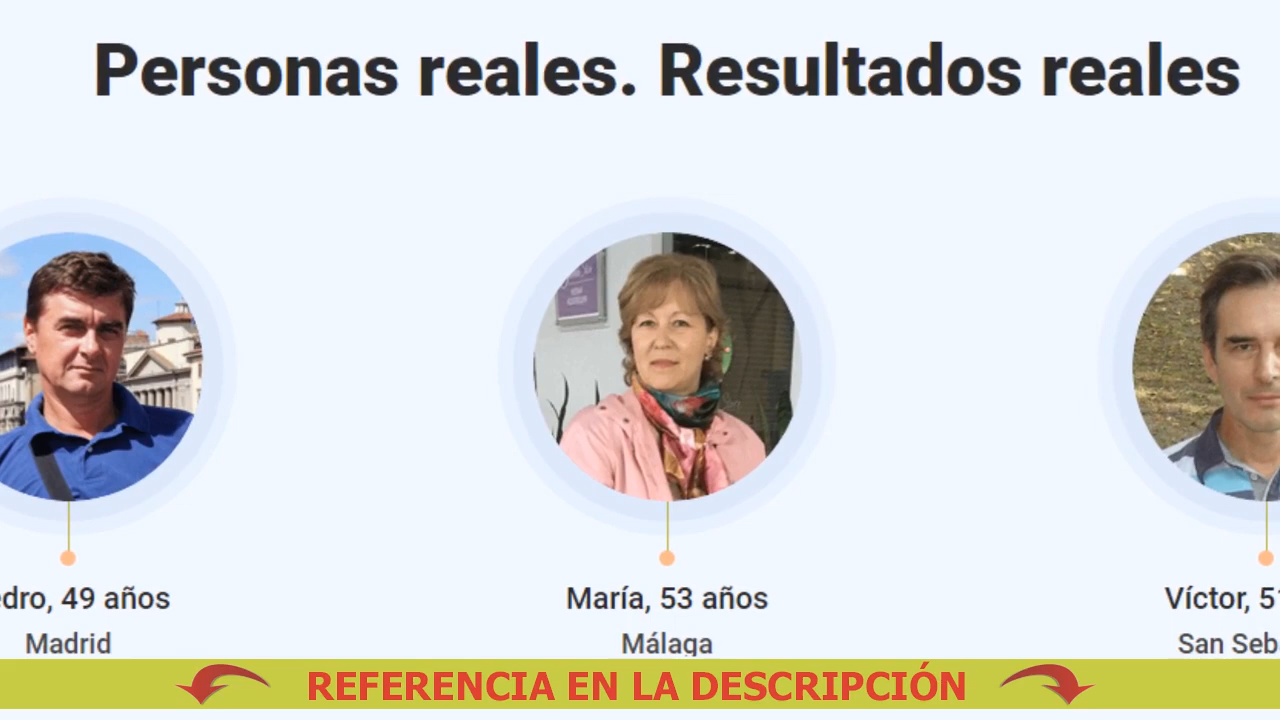 Personas reales. Resultados reales
edro, 49 años
María, 53 años
Víctor, 5
Madrid
Málaga
San Seb
REFERENCIA EN LA DESCRIPCIÓN